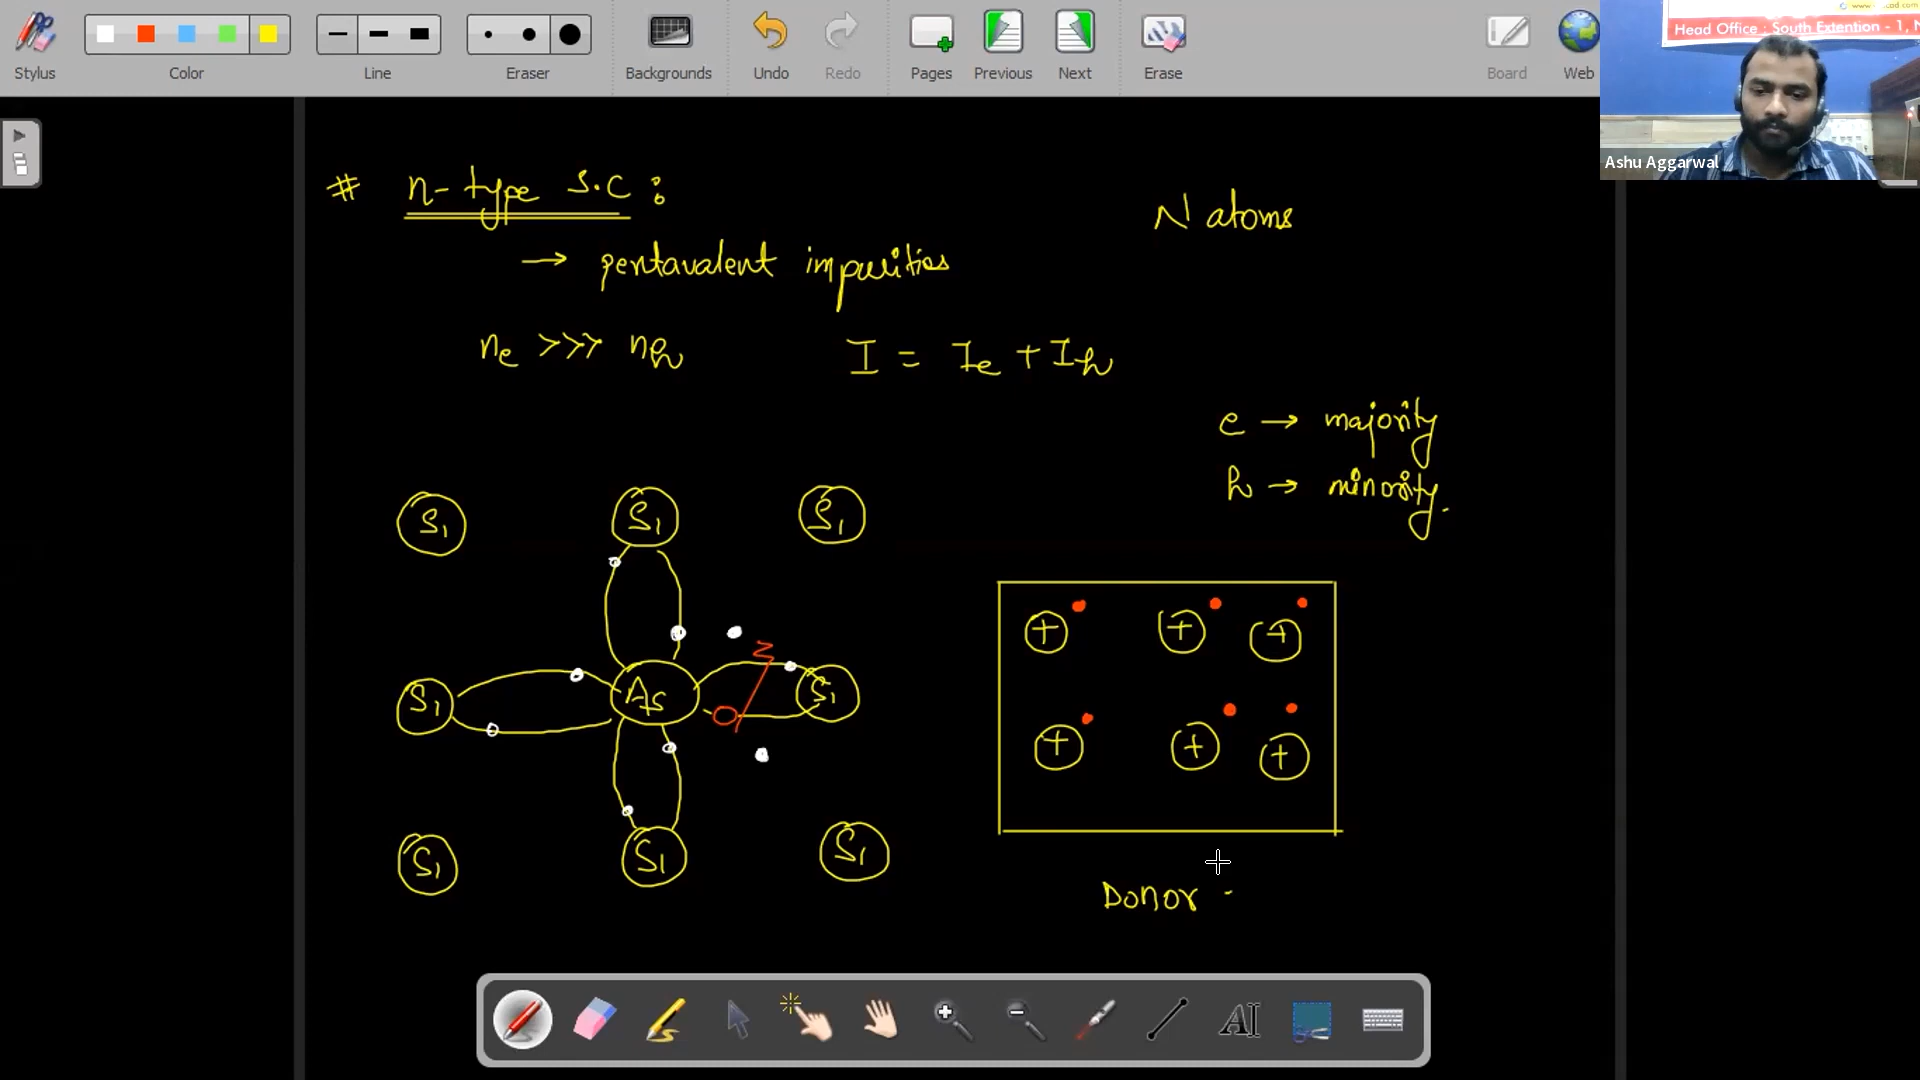 Stylus
Color
Line
Eraser
Backgrounds
Undo
Redo
Pages
Previous
Next
Erase
Board
Web
Head Office : South Extention - 1, N
Ashu Aggarwal
# n-type S.C :
→ pentavalent impurities
N atoms
ne >>> nh
I = Ie + Ih
e → majority
h → minority.
Si Si Si
Si As Si
Si Si Si
+ + +
+ + +
Donor -
AI